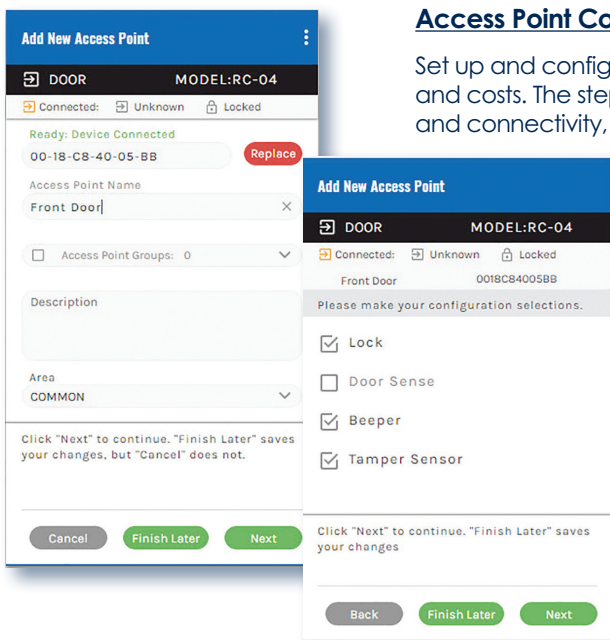 Access Point Co
Set up and config
and costs. The step
and connectivity,
Add New Access Point
DOOR MODEL:RC-04
Connected: Unknown Locked
Ready: Device Connected
00-18-C8-40-05-BB Replace
Access Point Name
Front Door
Access Point Groups: 0
Description
Area
COMMON
Click "Next" to continue. "Finish Later" saves
your changes, but "Cancel" does not.
Cancel Finish Later Next
Add New Access Point
DOOR MODEL:RC-04
Connected: Unknown Locked
Front Door 0018C84005BB
Please make your configuration selections.
Lock
Door Sense
Beeper
Tamper Sensor
Click "Next" to continue. "Finish Later" saves
your changes
Back Finish Later Next